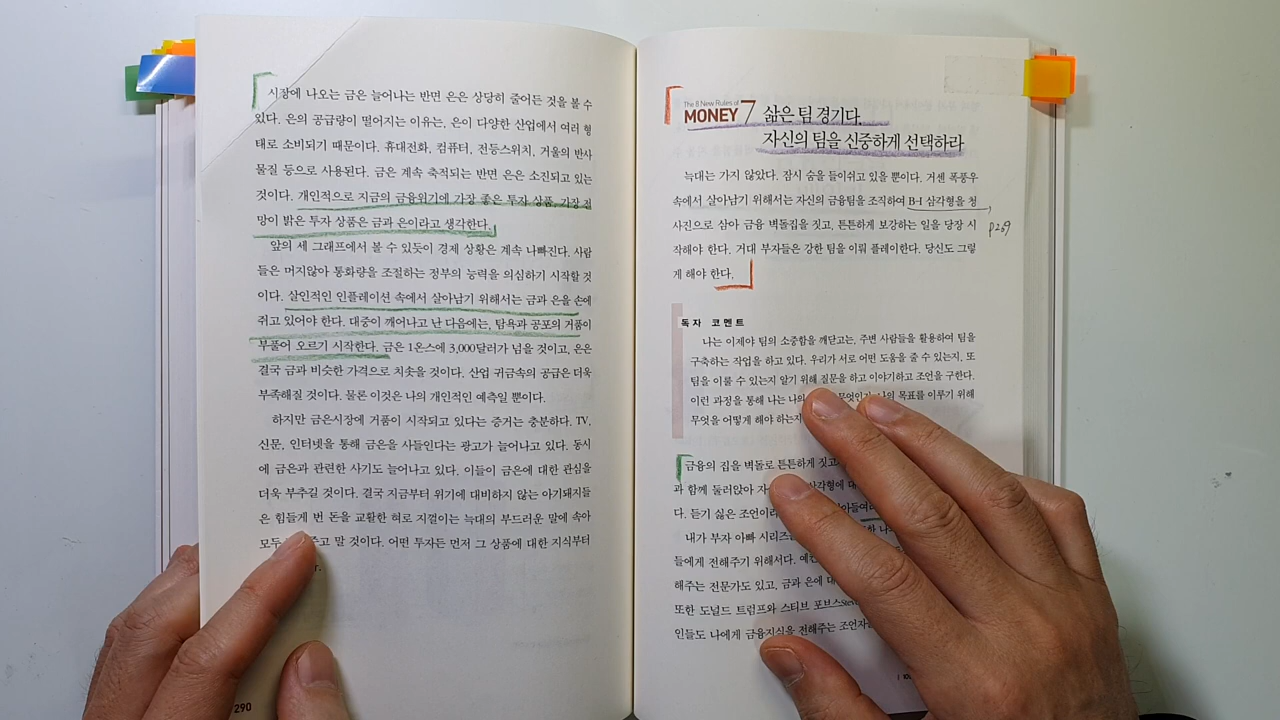 시장에 나오는 금은 늘어나는 반면 은은 상당히 줄어든 것을 볼 수
있다. 은의 공급량이 떨어지는 이유는, 은이 다양한 산업에서 여러 형
태로 소비되기 때문이다. 휴대전화, 컴퓨터, 전등스위치, 거울의 반사
물질 등으로 사용된다. 금은 계속 축적되는 반면 은은 소진되고 있는
것이다. 개인적으로 지금의 금융위기에 가장 좋은 투자 상품, 가장 전
망이 밝은 투자 상품은 금과 은이라고 생각한다.
앞의 세 그래프에서 볼 수 있듯이 경제 상황은 계속 나빠진다. 사람
들은 머지않아 통화량을 조절하는 정부의 능력을 의심하기 시작할 것
이다. 살인적인 인플레이션 속에서 살아남기 위해서는 금과 은을 손에
쥐고 있어야 한다. 대중이 깨어나고 난 다음에는, 탐욕과 공포의 거품이
부풀어 오르기 시작한다. 금은 1온스에 3,000달러가 넘을 것이고, 은은
결국 금과 비슷한 가격으로 치솟을 것이다. 산업 귀금속의 공급은 더욱
부족해질 것이다. 물론 이것은 나의 개인적인 예측일 뿐이다.
하지만 금은시장에 거품이 시작되고 있다는 증거는 충분하다. TV,
신문, 인터넷을 통해 금은을 사들인다는 광고가 늘어나고 있다. 동시
에 금은과 관련한 사기도 늘어나고 있다. 이들이 금은에 대한 관심을
더욱 부추길 것이다. 결국 지금부터 위기에 대비하지 않는 아기돼지들
은 힘들게 번 돈을 교활한 혀로 지껄이는 늑대의 부드러운 말에 속아
모두 주고 말 것이다. 어떤 투자든 먼저 그 상품에 대한 지식부터
290
The 8 New Rules of
MONEY 7 삶은 팀 경기다
자신의 팀을 신중하게 선택하라
늑대는 가지 않았다. 잠시 숨을 들이쉬고 있을 뿐이다. 거센 폭풍우
속에서 살아남기 위해서는 자신의 금융팀을 조직하여 B-I 삼각형을 청
사진으로 삼아 금융 벽돌집을 짓고, 튼튼하게 보강하는 일을 당장 시
p269
작해야 한다. 거대 부자들은 강한 팀을 이뤄 플레이한다. 당신도 그렇
게 해야 한다.
독자 코멘트
나는 이제야 팀의 소중함을 깨닫고는, 주변 사람들을 활용하여 팀을
구축하는 작업을 하고 있다. 우리가 서로 어떤 도움을 줄 수 있는지, 또
팀을 이룰 수 있는지 알기 위해 질문을 하고 이야기하고 조언을 구한다.
이런 과정을 통해 나는 나의 무엇인지, 나의 목표를 이루기 위해
무엇을 어떻게 해야 하는지
금융의 집을 벽돌로 튼튼하게 짓고
과 함께 둘러앉아 삼각형에
다. 듣기 싫은 조언이라
내가 부자 아빠 시리즈를
들에게 전해주기 위해서다.
해주는 전문가도 있고, 금과 은에
또한 도널드 트럼프와 스티브 포브스
인들도 나에게 금융지식을 전해주는